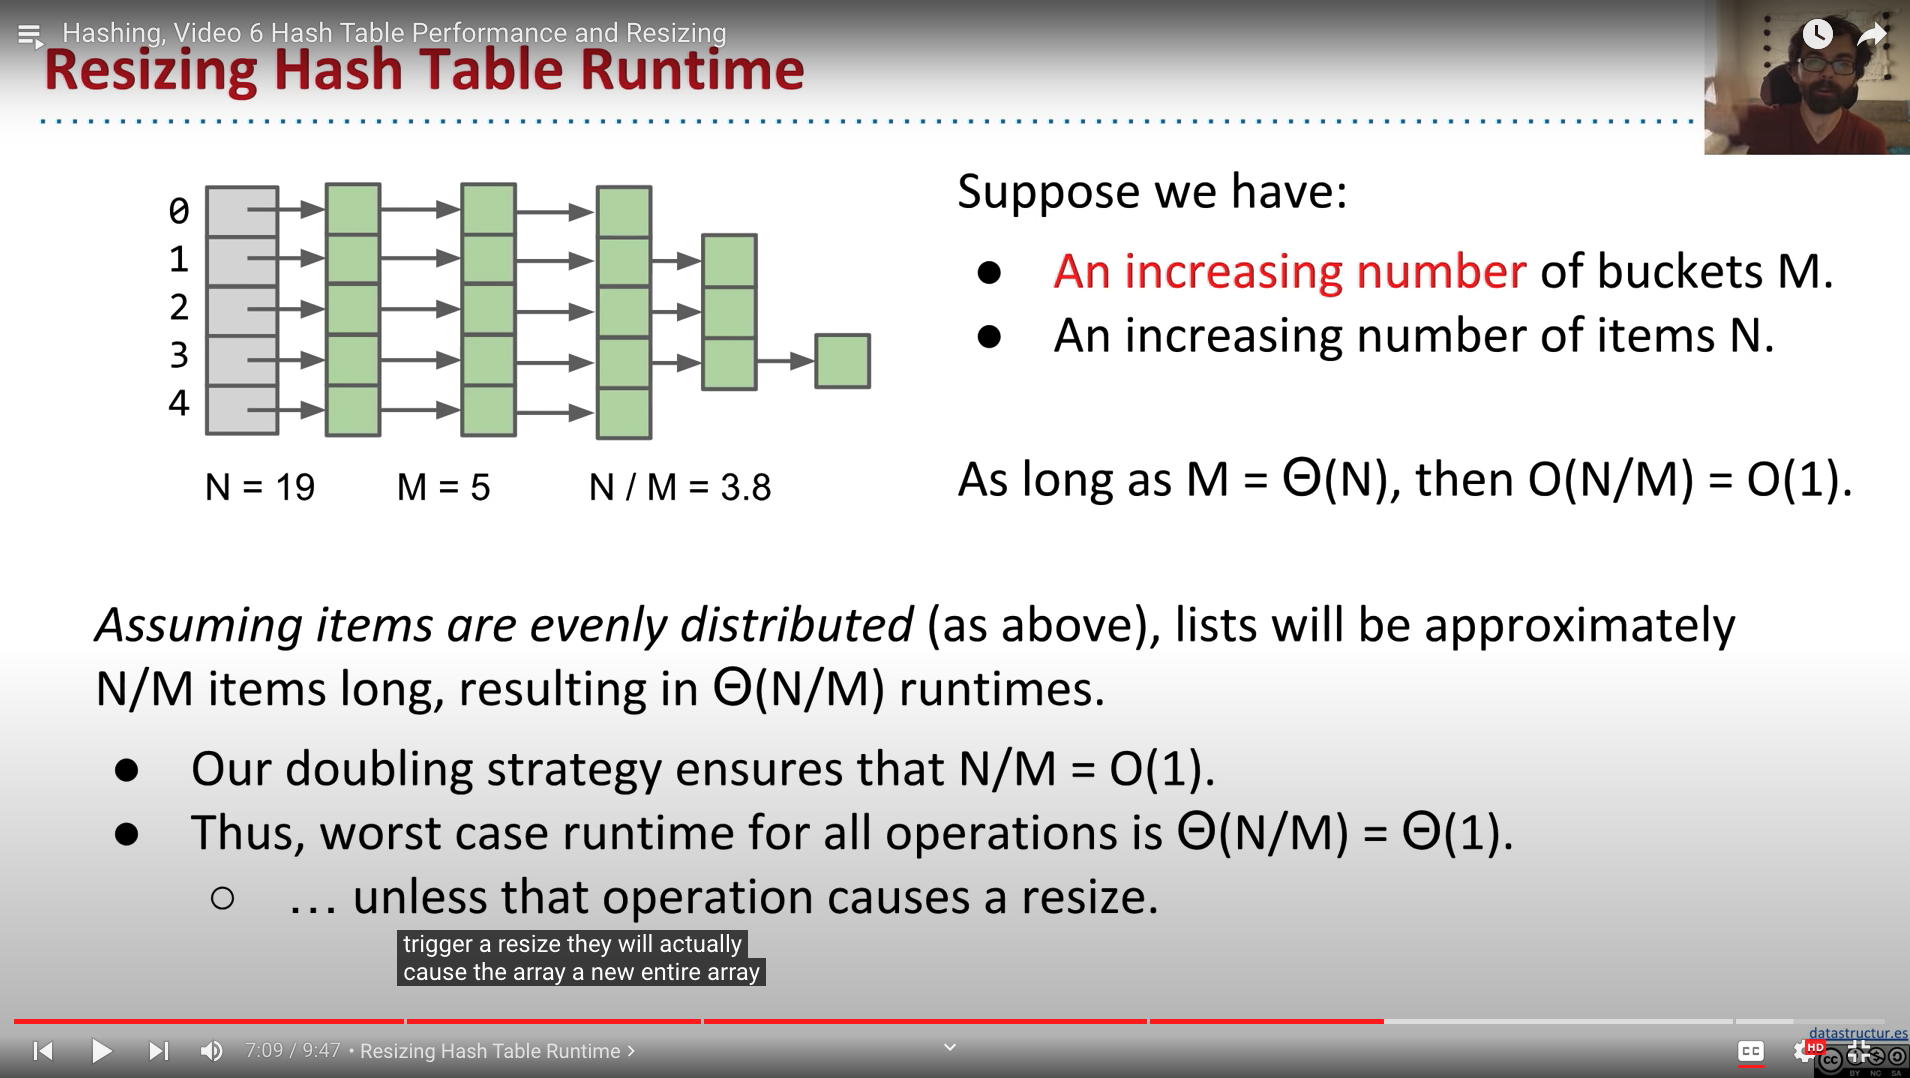 Hashing, Video 6 Hash Table Performance and Resizing
Resizing Hash Table Runtime
0
1
2
3
4
N = 19 M = 5 N / M = 3.8
Suppose we have:
● An increasing number of buckets M.
● An increasing number of items N.
As long as M = Θ(N), then O(N/M) = O(1).
Assuming items are evenly distributed (as above), lists will be approximately
N/M items long, resulting in Θ(N/M) runtimes.
● Our doubling strategy ensures that N/M = O(1).
● Thus, worst case runtime for all operations is Θ(N/M) = Θ(1).
○ … unless that operation causes a resize.
trigger a resize they will actually
cause the array a new entire array
datastructur.es
7:09 / 9:47 • Resizing Hash Table Runtime >
CC
HD
cc
BY NC SA